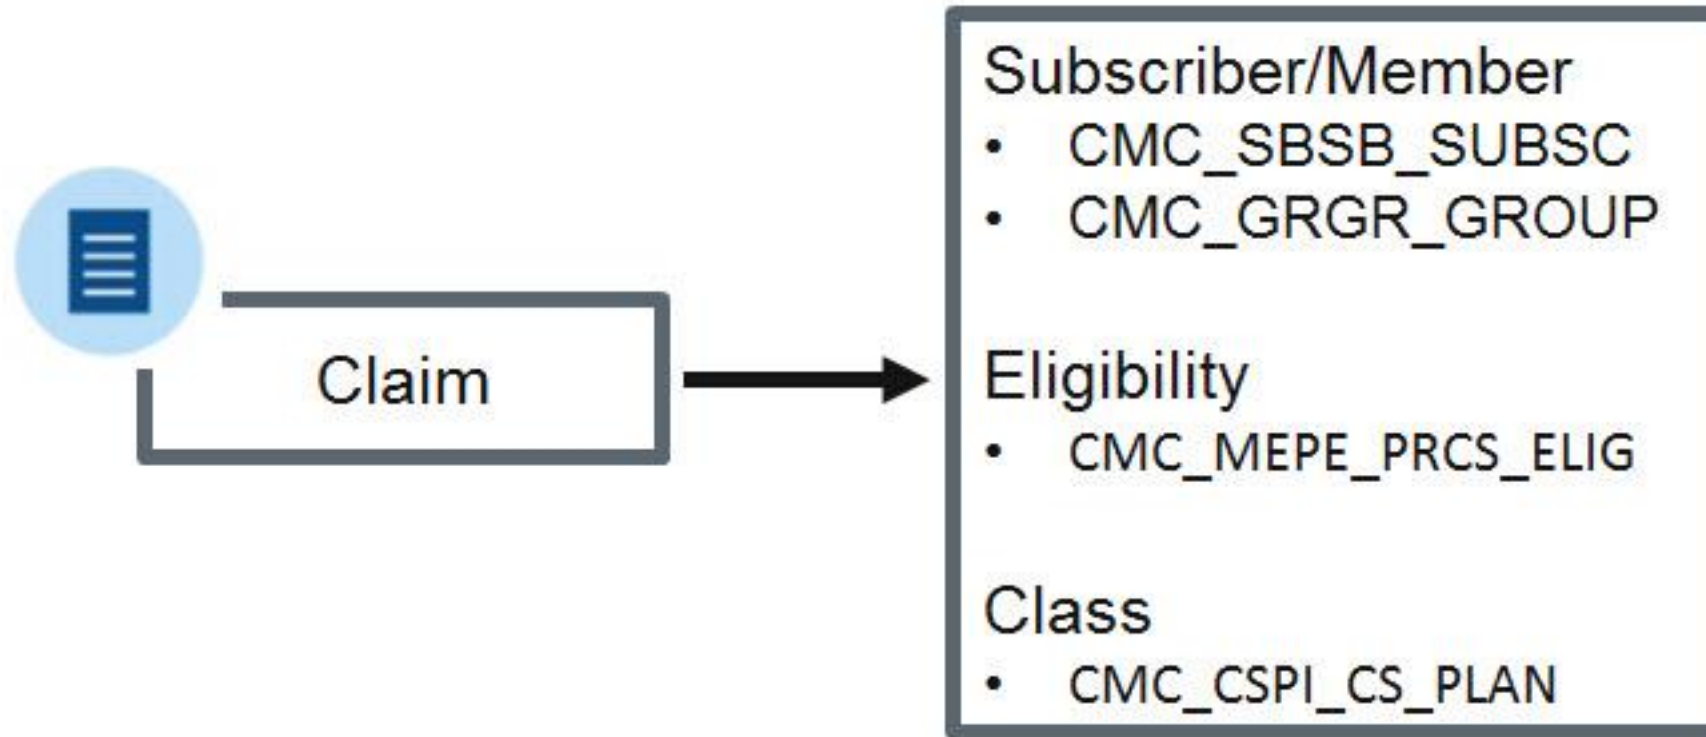 Claim
Subscriber/Member
• CMC_SBSB_SUBSC
• CMC_GRGR_GROUP
Eligibility
• CMC_MEPE_PRCS_ELIG
Class
• CMC_CSPI_CS_PLAN